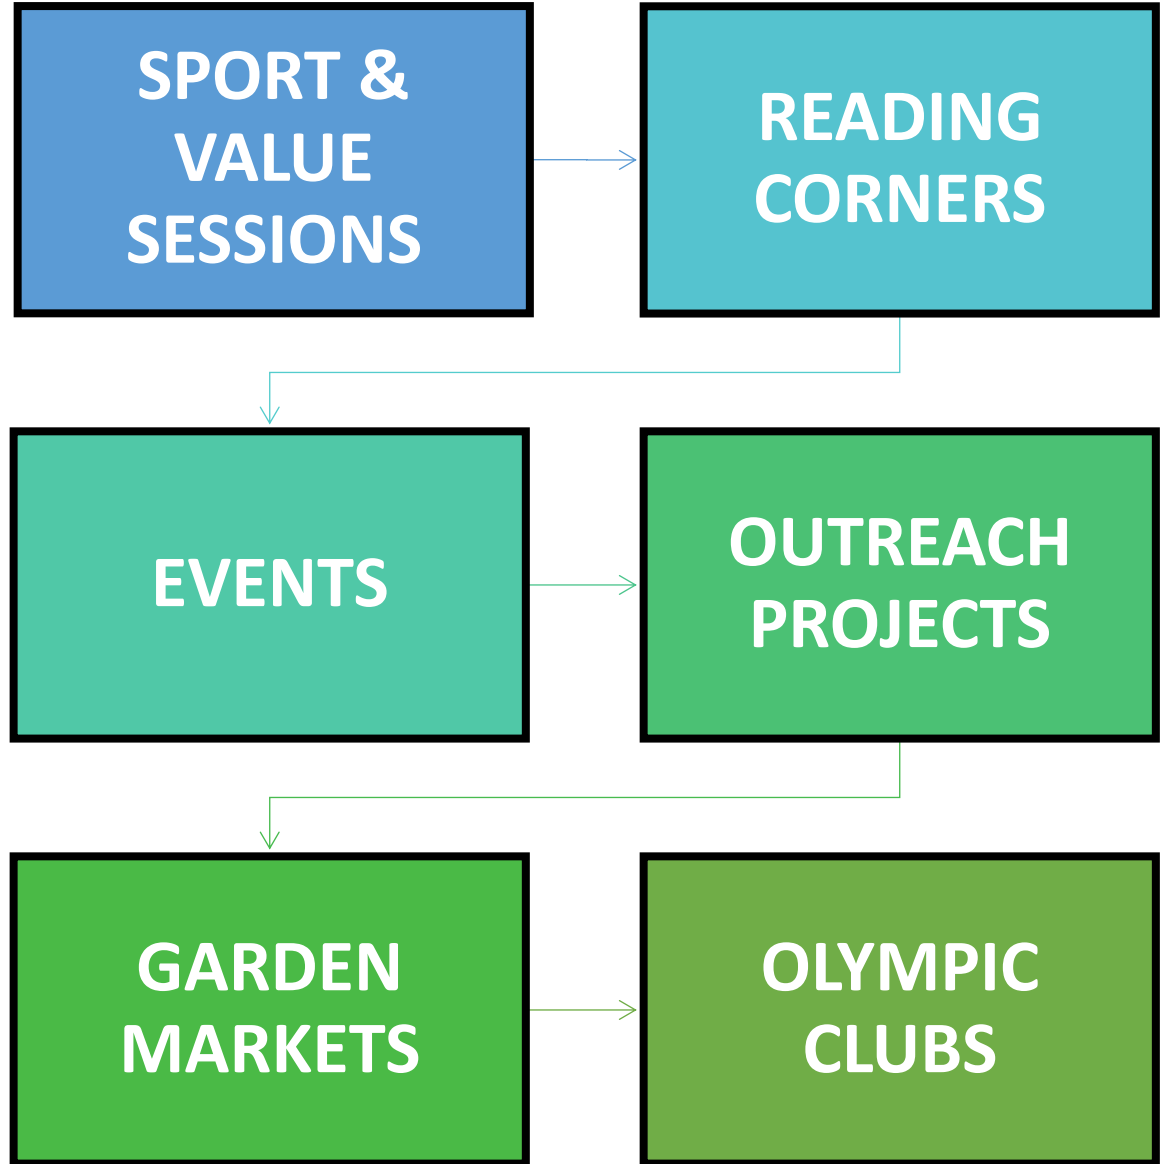 SPORT &
VALUE
SESSIONS
READING
CORNERS
EVENTS
OUTREACH
PROJECTS
GARDEN
MARKETS
OLYMPIC
CLUBS